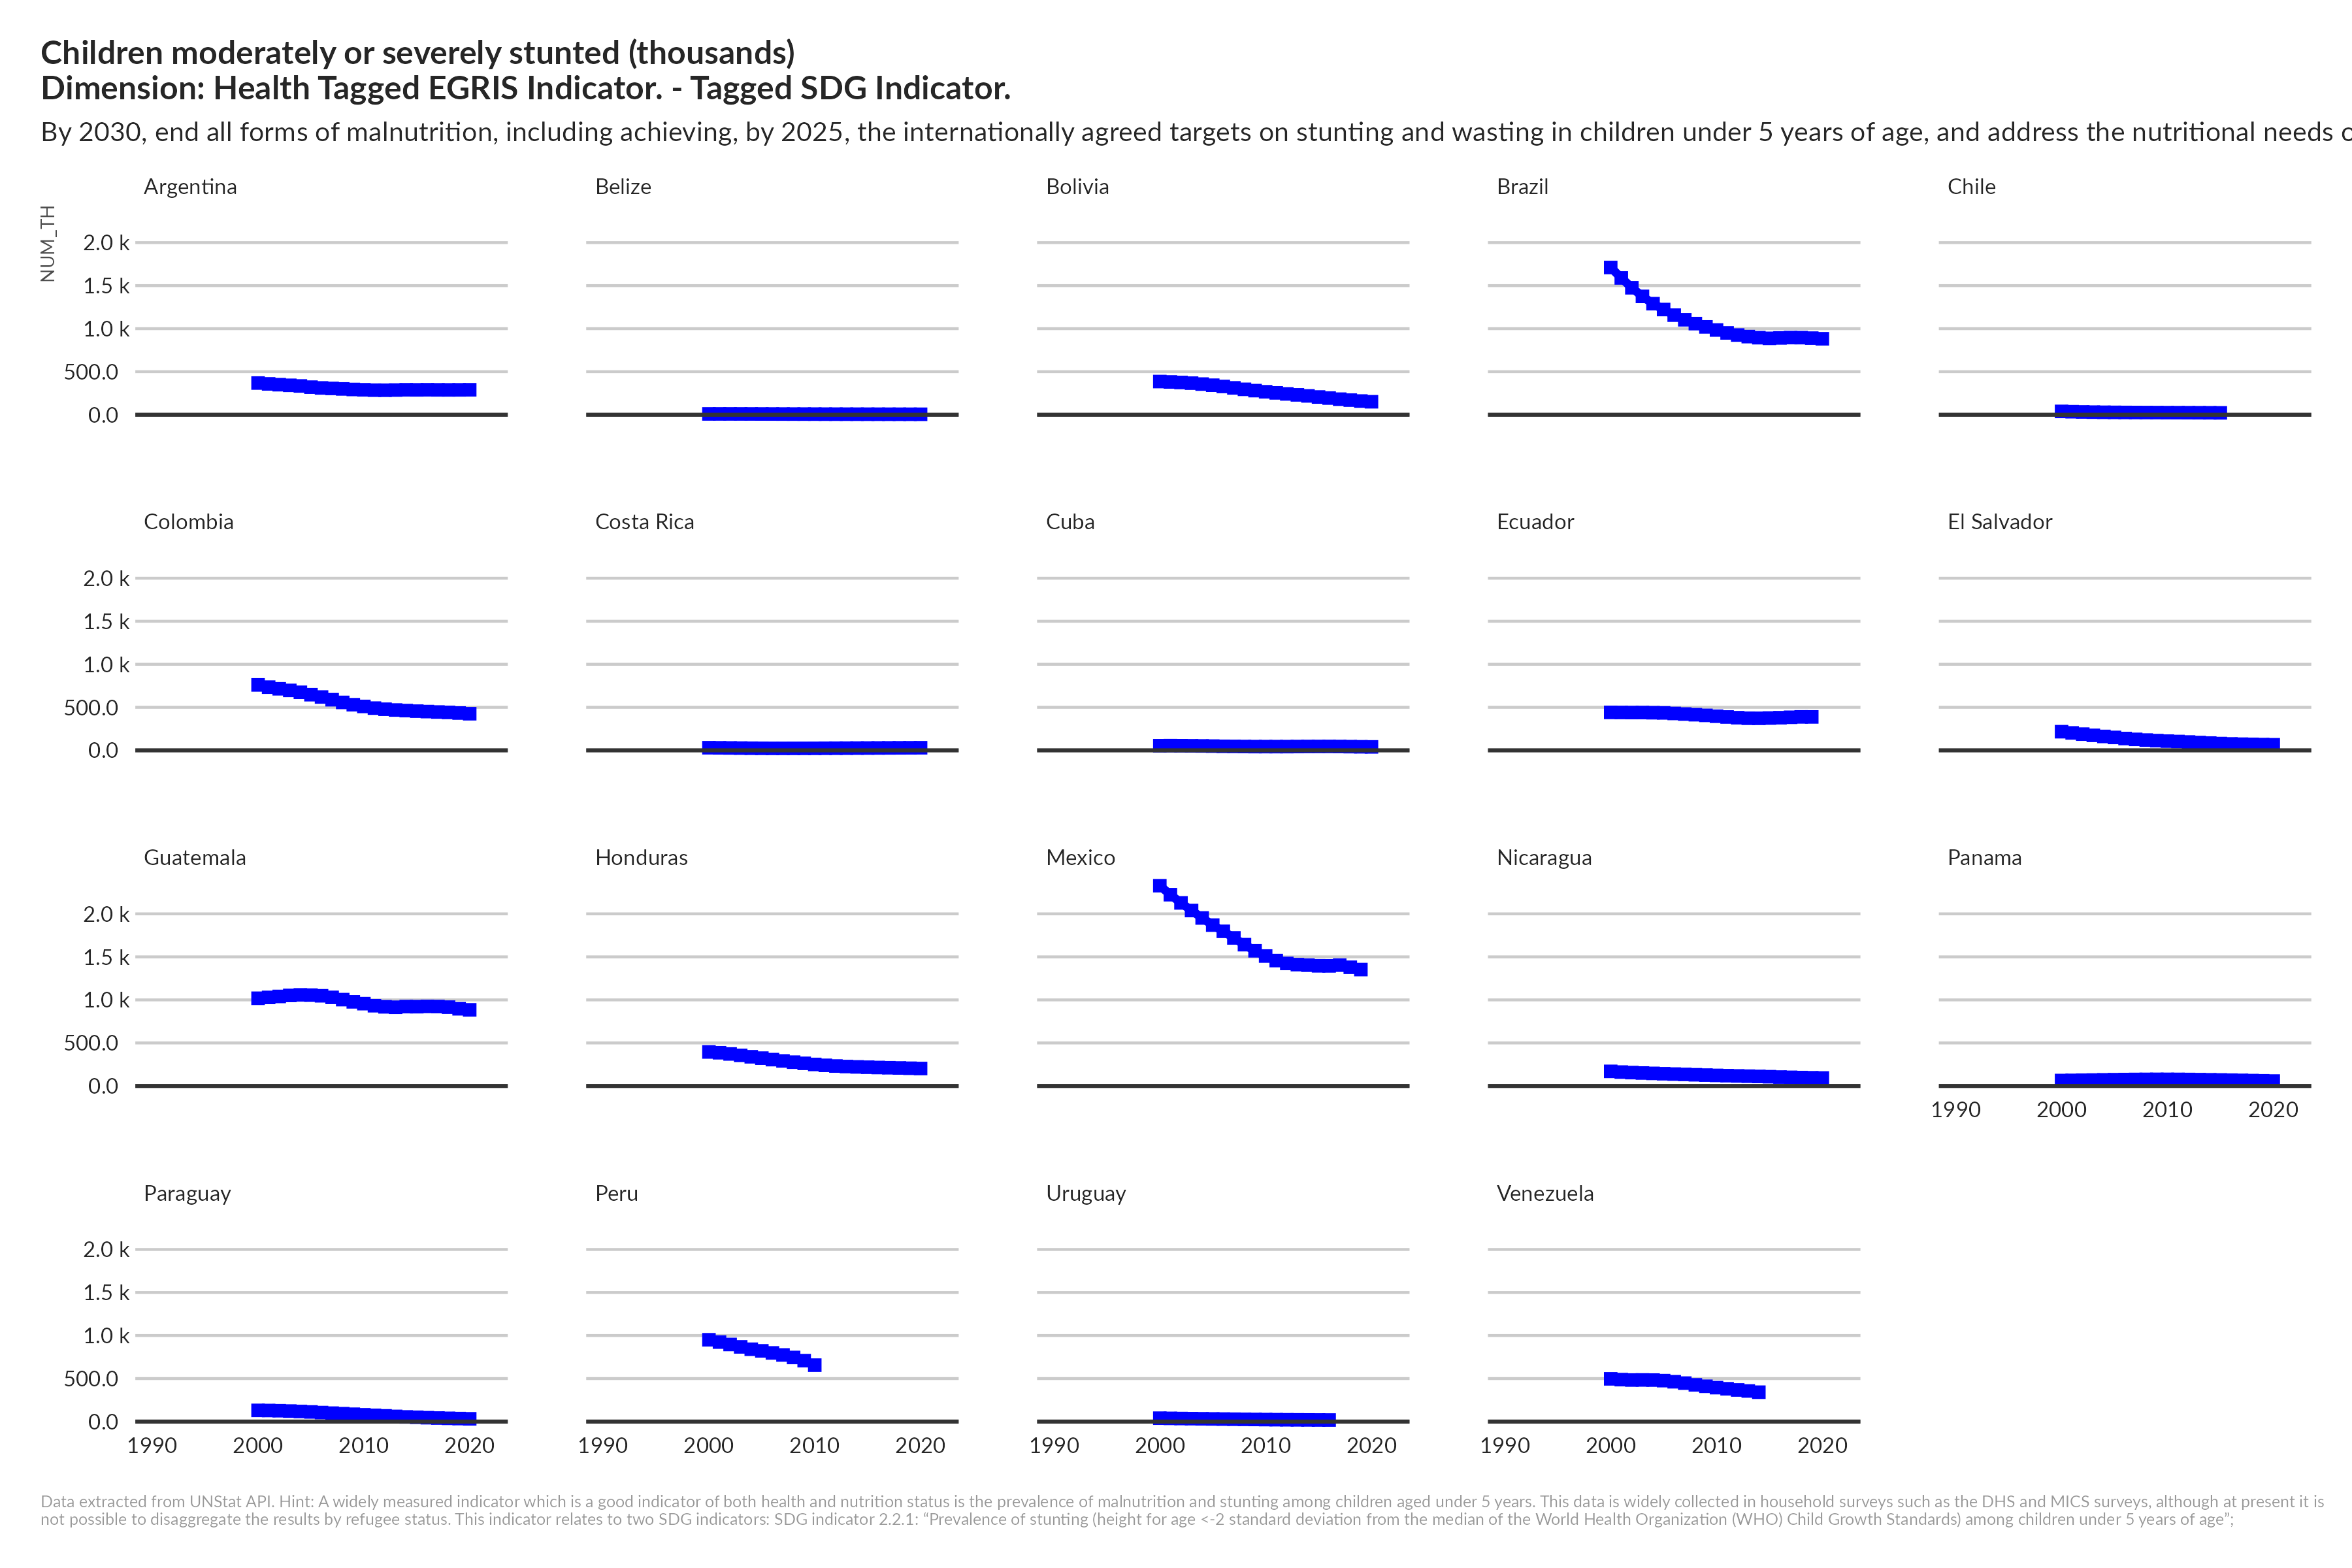 Children moderately or severely stunted (thousands)
Dimension: Health Tagged EGRIS Indicator. - Tagged SDG Indicator.
By 2030, end all forms of malnutrition, including achieving, by 2025, the internationally agreed targets on stunting and wasting in children under 5 years of age, and address the nutritional needs
NUM_TH
Argentina
Belize
Bolivia
Brazil
Chile
2.0 k
1.5 k
1.0 k
500.0
0.0
Colombia
Costa Rica
Cuba
Ecuador
El Salvador
2.0 k
1.5 k
1.0 k
500.0
0.0
Guatemala
Honduras
Mexico
Nicaragua
Panama
2.0 k
1.5 k
1.0 k
500.0
0.0
1990 2000 2010 2020
Paraguay
Peru
Uruguay
Venezuela
2.0 k
1.5 k
1.0 k
500.0
0.0
1990 2000 2010 2020
1990 2000 2010 2020
1990 2000 2010 2020
1990 2000 2010 2020
Data extracted from UNStat API. Hint: A widely measured indicator which is a good indicator of both health and nutrition status is the prevalence of malnutrition and stunting among children aged under 5 years. This data is widely collected in household surveys such as the DHS and MICS surveys, although at present it is
not possible to disaggregate the results by refugee status. This indicator relates to two SDG indicators: SDG indicator 2.2.1: “Prevalence of stunting (height for age <-2 standard deviation from the median of the World Health Organization (WHO) Child Growth Standards) among children under 5 years of age”;